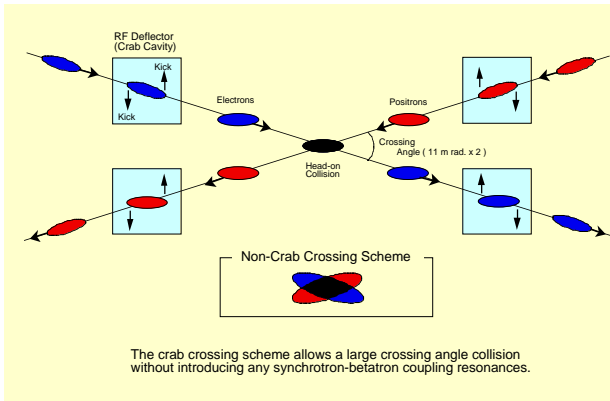 RF Deflector
(Crab Cavity)
Kick
Kick
Electrons
Positrons
Crossing
Angle ( 11 m rad. x 2 )
Head-on
Collision
Non-Crab Crossing Scheme
The crab crossing scheme allows a large crossing angle collision
without introducing any synchrotron-betatron coupling resonances.